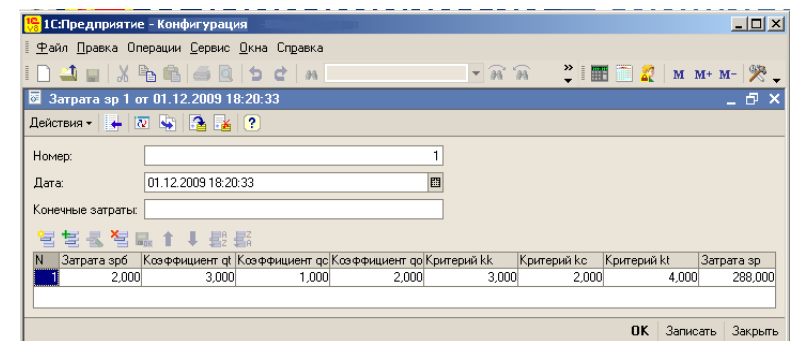 1С:Предприятие - Конфигурация
Файл Правка Операции Сервис Окна Справка
M M+ M-
Затрата зр 1 от 01.12.2009 18:20:33
Действия
Номер: 1
Дата: 01.12.2009 18:20:33
Конечные затраты:
N Затрата зрб Коэффициент qt Коэффициент qc Коэффициент qo Критерий kk Критерий kc Критерий kt Затрата зр
1 2,000 3,000 1,000 2,000 3,000 2,000 4,000 288,000
OK Записать Закрыть